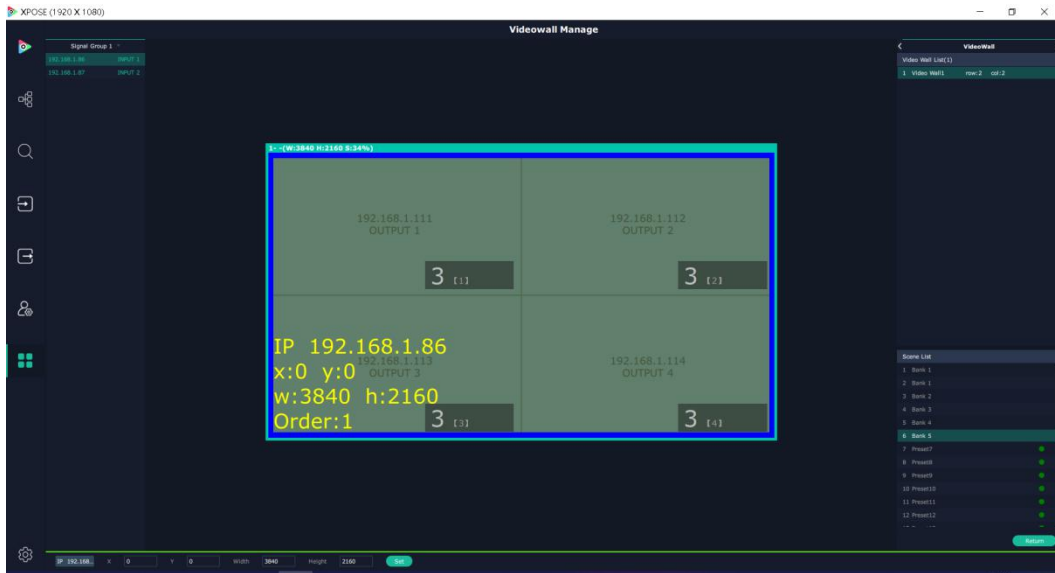 XPOSE (1920 X 1080)
Videowall Manage
Signal Group 1
192.168.1.86 INPUT 1
192.168.1.87 INPUT 2
1- -(W:3840 H:2160 S:34%)
192.168.1.111
OUTPUT 1
3 [1]
192.168.1.112
OUTPUT 2
3 [2]
IP 192.168.1.86
x:0 y:0
w:3840 h:2160
Order:1
192.168.1.113
OUTPUT 3
3 [3]
192.168.1.114
OUTPUT 4
3 [4]
VideoWall
Video Wall List(1)
1 Video Wall1 row:2 col:2
Scene List
1 Bank 1
2 Bank 1
3 Bank 2
4 Bank 3
5 Bank 4
6 Bank 5
7 Preset7
8 Preset8
9 Preset9
10 Preset10
11 Preset11
12 Preset12
Return
IP 192.168. X 0 Y 0 Width 3840 Height 2160 Set